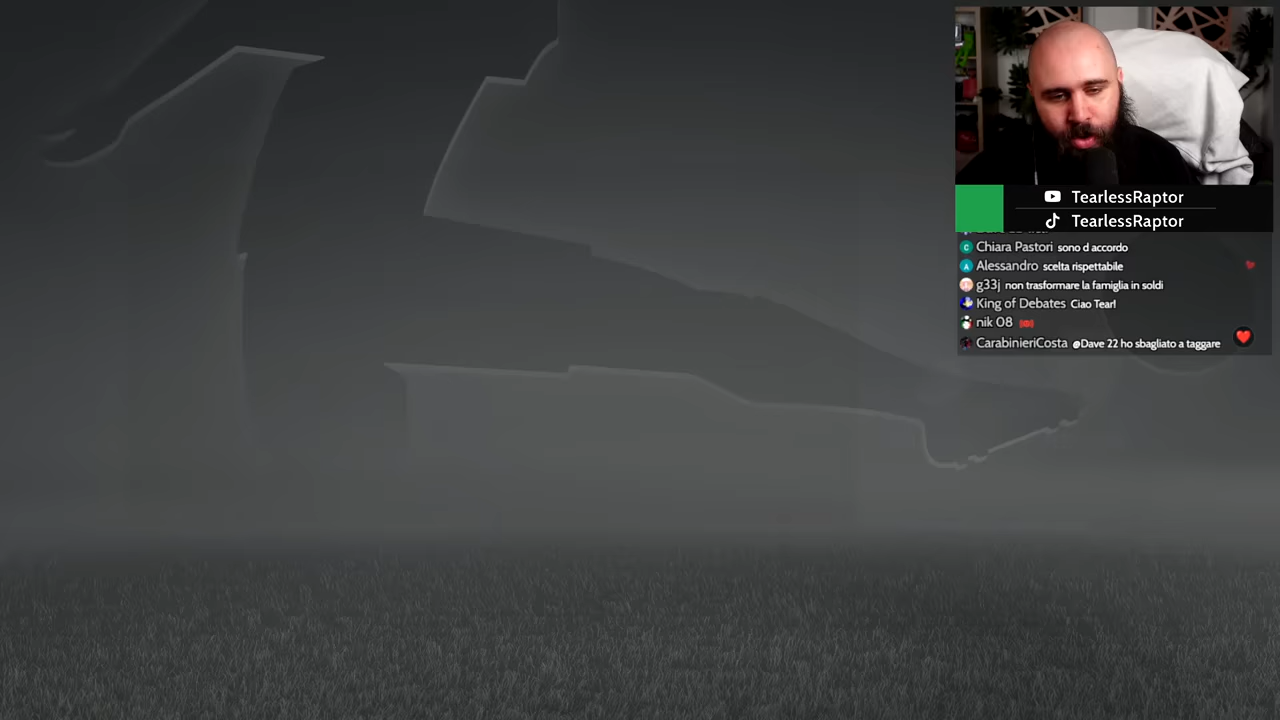 TearlessRaptor
TearlessRaptor
Chiara Pastori sono d accordo
Alessandro scelta rispettabile
g33j non trasformare la famiglia in soldi
King of Debates Ciao Tear!
nik 08
CarabinieriCosta @Dave 22 ho sbagliato a taggare